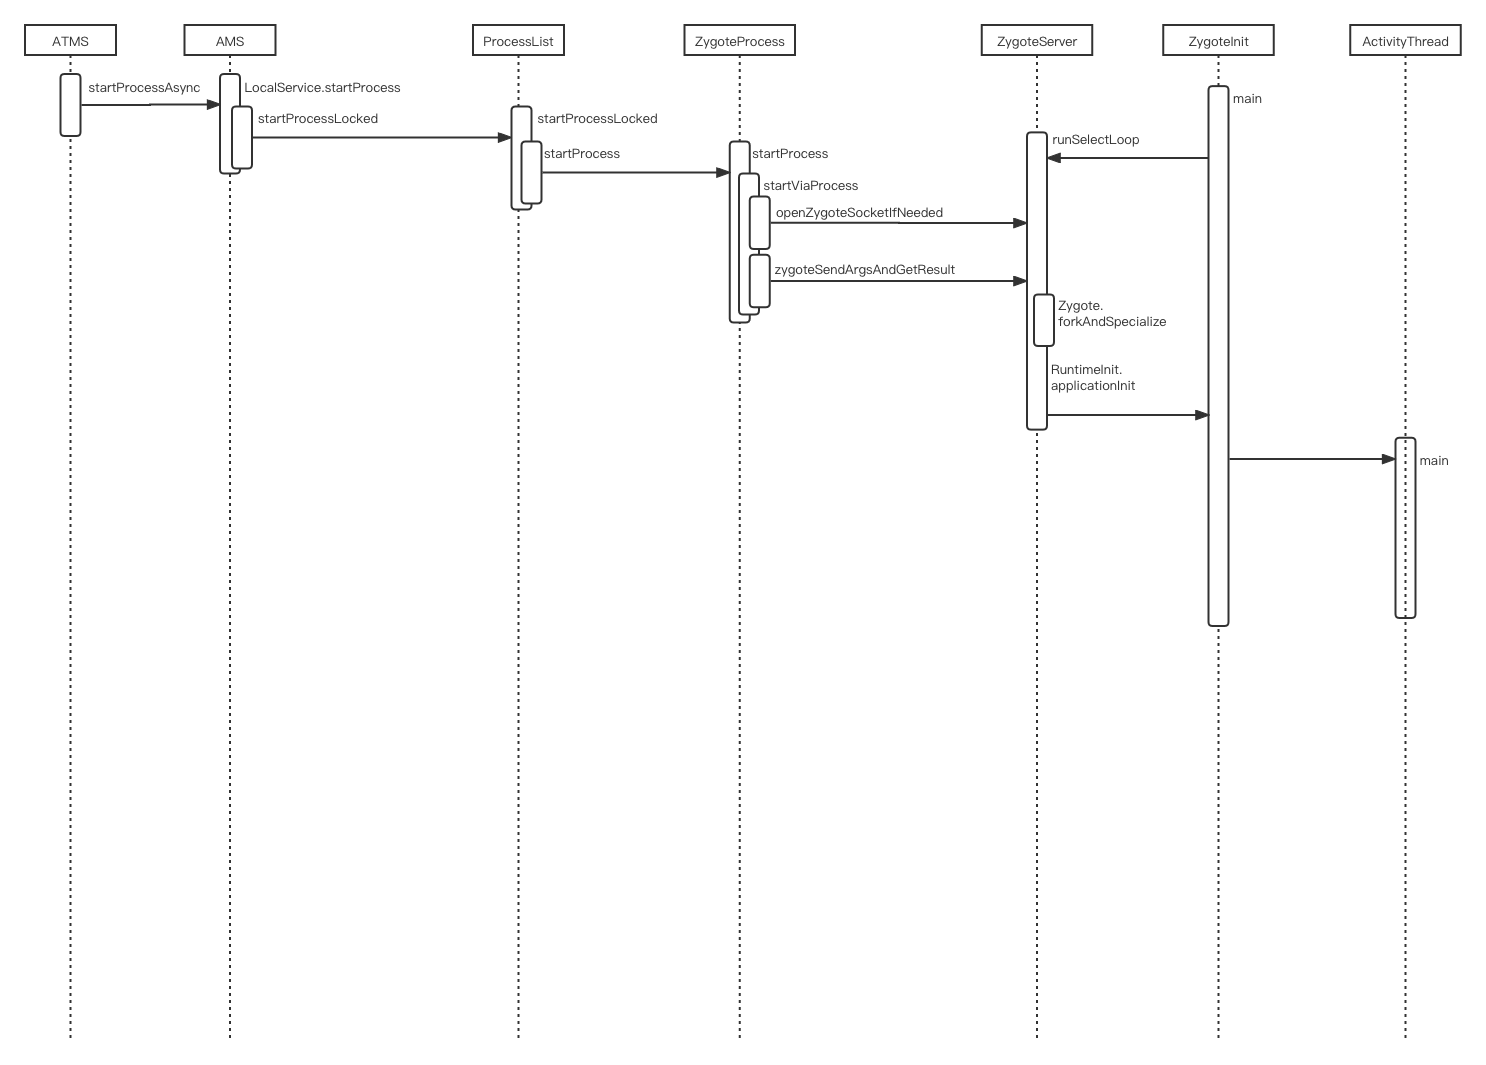 ATMS
AMS
ProcessList
ZygoteProcess
ZygoteServer
ZygoteInit
ActivityThread
startProcessAsync
LocalService.startProcess
main
startProcessLocked
startProcessLocked
runSelectLoop
startProcess
startProcess
startViaProcess
openZygoteSocketIfNeeded
zygoteSendArgsAndGetResult
Zygote.
forkAndSpecialize
RuntimeInit.
applicationInit
main